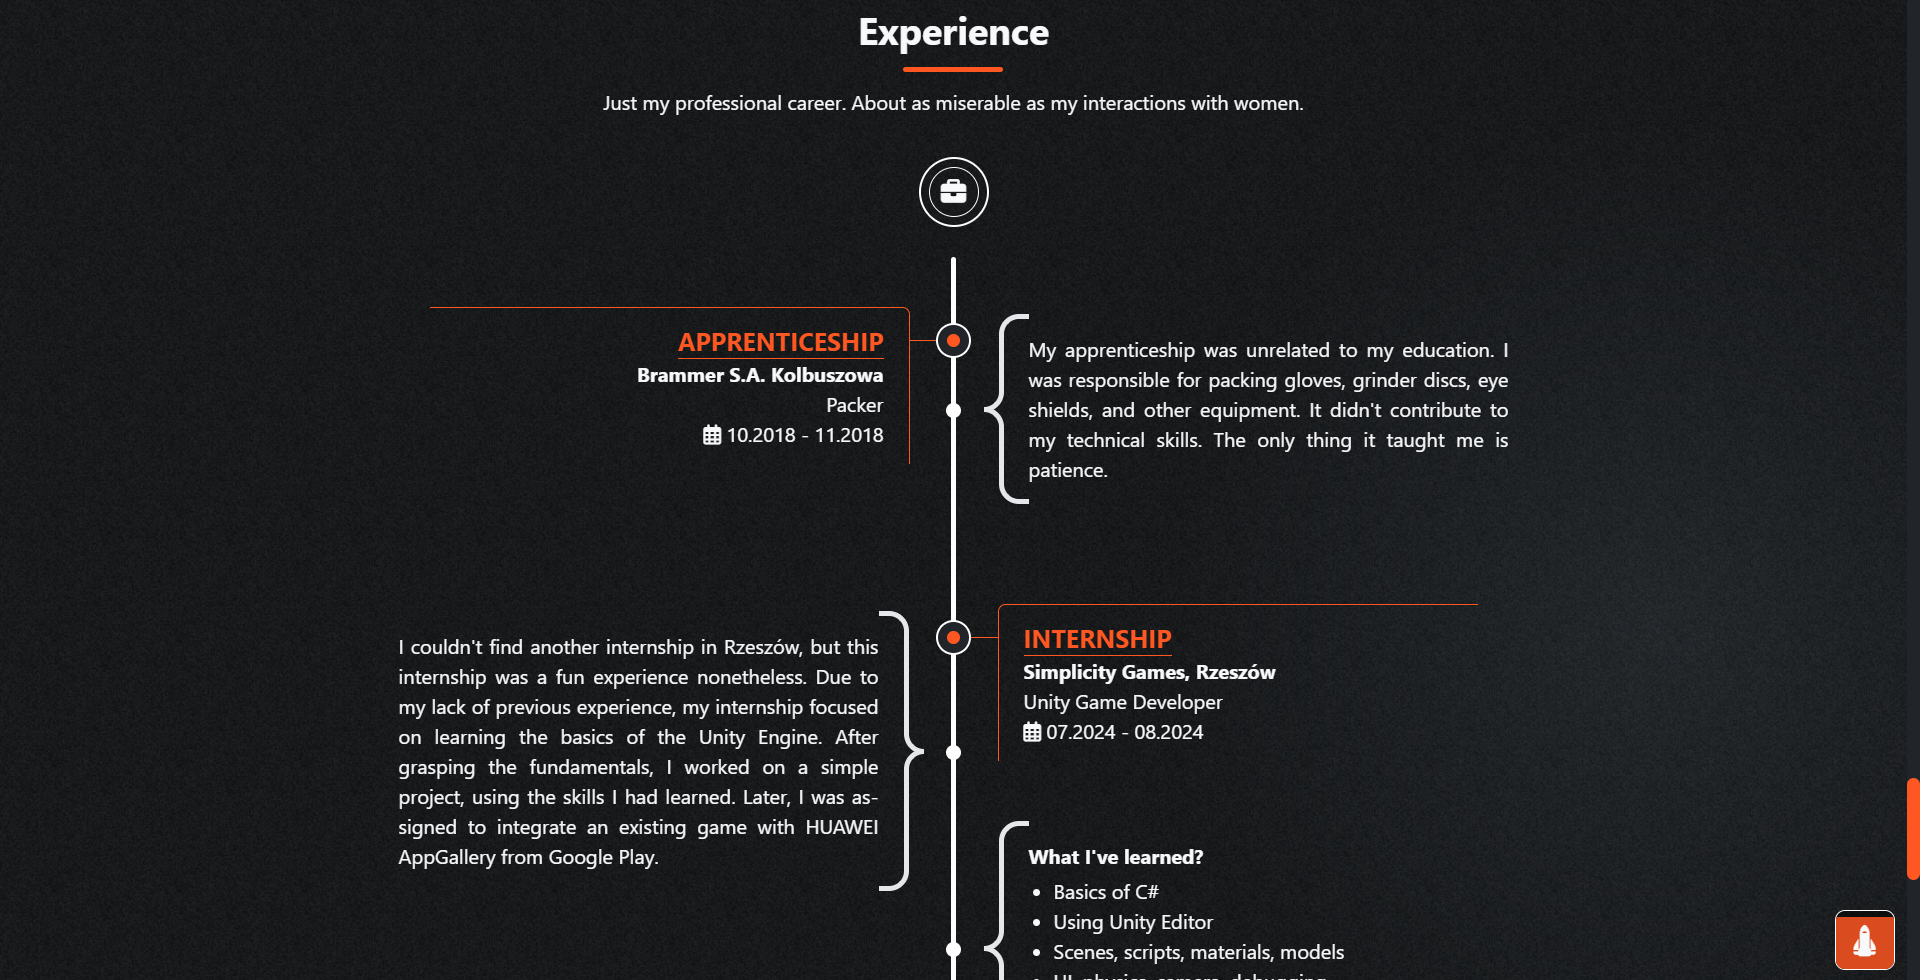 Experience
Just my professional career. About as miserable as my interactions with women.
APPRENTICESHIP
Brammer S.A. Kolbuszowa
Packer
10.2018 - 11.2018
My apprenticeship was unrelated to my education. I
was responsible for packing gloves, grinder discs, eye
shields, and other equipment. It didn't contribute to
my technical skills. The only thing it taught me is
patience.
I couldn't find another internship in Rzeszów, but this
internship was a fun experience nonetheless. Due to
my lack of previous experience, my internship focused
on learning the basics of the Unity Engine. After
grasping the fundamentals, I worked on a simple
project, using the skills I had learned. Later, I was as-
signed to integrate an existing game with HUAWEI
AppGallery from Google Play.
INTERNSHIP
Simplicity Games, Rzeszów
Unity Game Developer
07.2024 - 08.2024
What I've learned?
• Basics of C#
• Using Unity Editor
• Scenes, scripts, materials, models
• UI, physics, camera, debugging